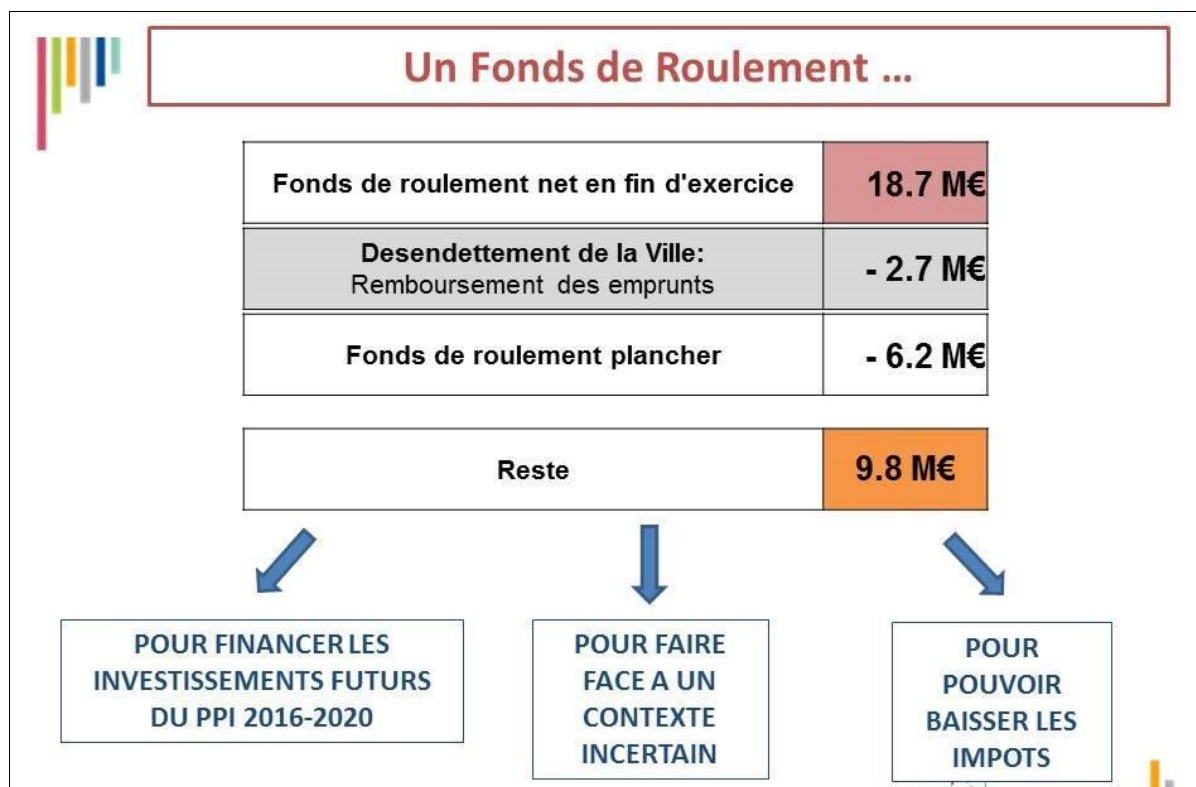 Un Fonds de Roulement ...
Fonds de roulement net en fin d'exercice 18.7 M€
Desendettement de la Ville:
Remboursement des emprunts
- 2.7 M€
Fonds de roulement plancher - 6.2 M€
Reste 9.8 M€
POUR FINANCER LES
INVESTISSEMENTS FUTURS
DU PPI 2016-2020
POUR FAIRE
FACE A UN
CONTEXTE
INCERTAIN
POUR
POUVOIR
BAISSER LES
IMPOTS